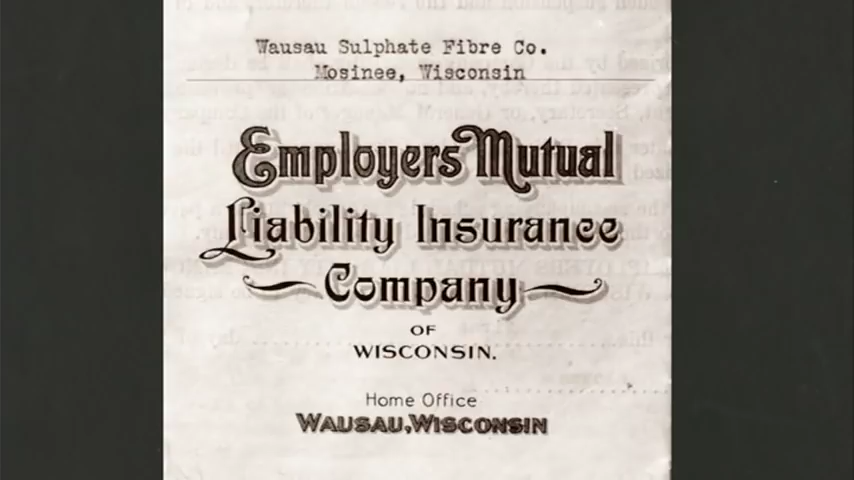 Wausau Sulphate Fibre Co.
Mosinee, Wisconsin
Employers Mutual
Liability Insurance
Company
OF
WISCONSIN.
Home Office
WAUSAU, WISCONSIN